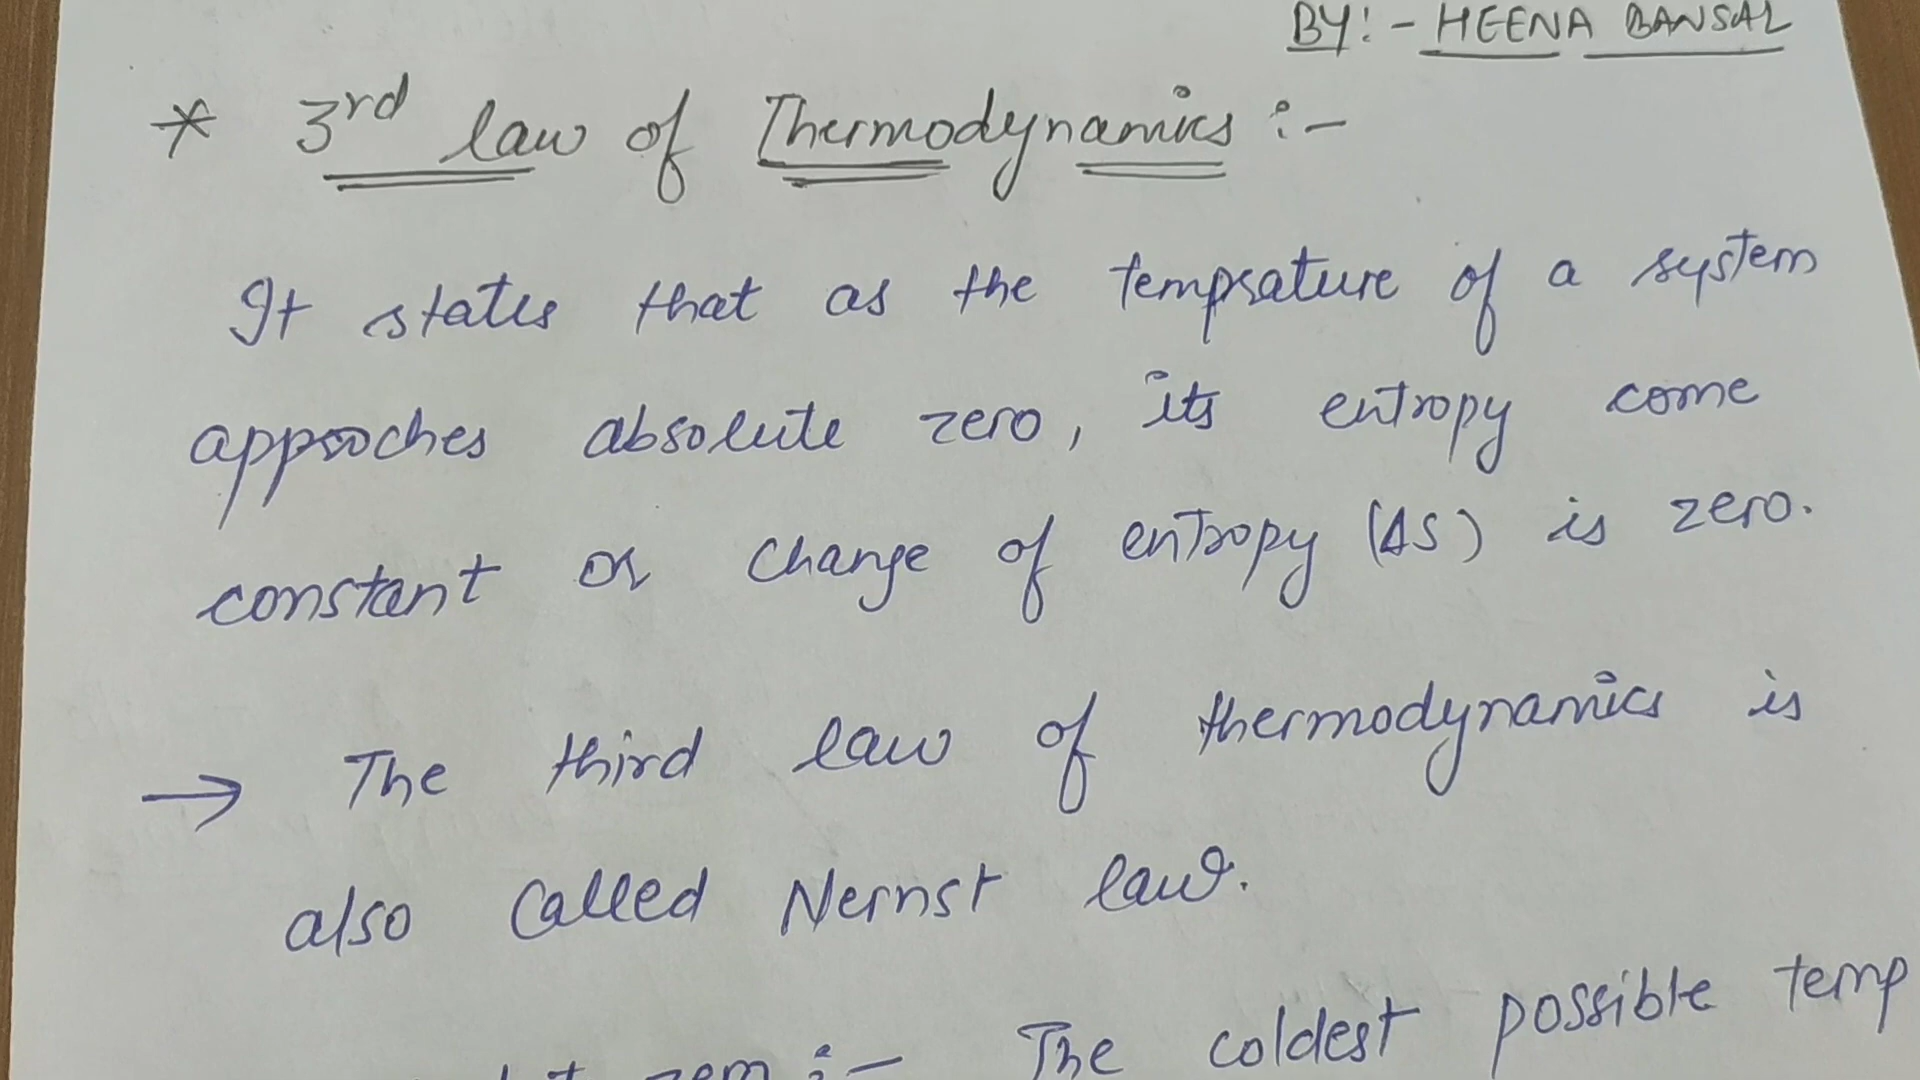 BY:- HEENA BANSAL
* 3rd law of Thermodynamics :-
It states that as the temprature of a system
approches absolute zero, its entropy come
constant or change of entropy (ΔS) is zero.
→ The third law of thermodynamics is
also called Nernst law.
zero :- The coldest possible temp